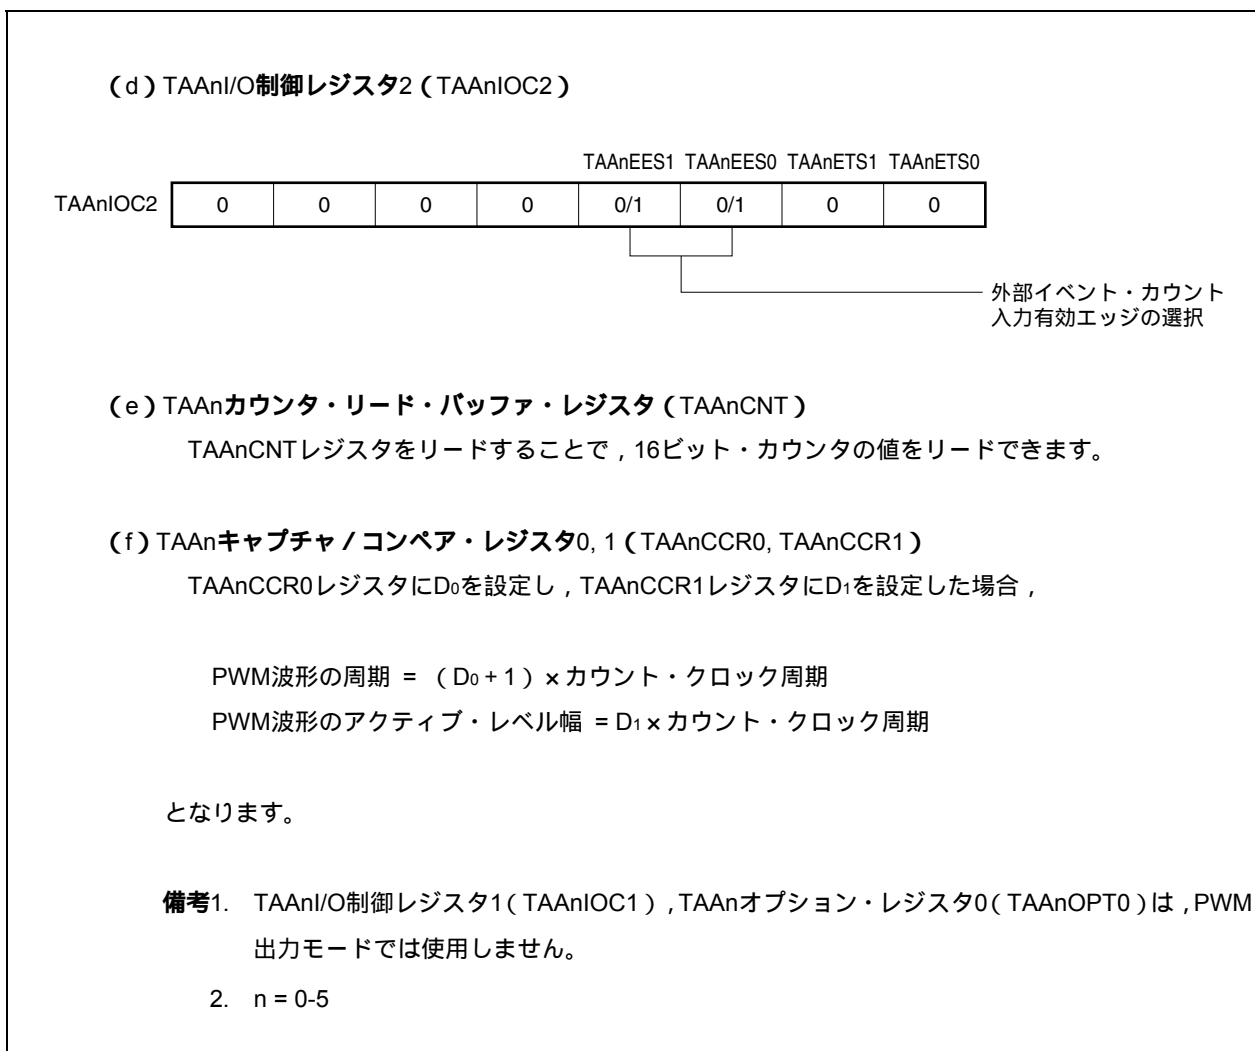 （d）TAAnI/O制御レジスタ2（TAAnIOC2）
TAAnEES1 TAAnEES0 TAAnETS1 TAAnETS0
TAAnIOC2 0 0 0 0 0/1 0/1 0 0
外部イベント・カウント
入力有効エッジの選択
（e）TAAnカウンタ・リード・バッファ・レジスタ（TAAnCNT）
TAAnCNTレジスタをリードすることで，16ビット・カウンタの値をリードできます。
（f）TAAnキャプチャ／コンペア・レジスタ0, 1（TAAnCCR0, TAAnCCR1）
TAAnCCR0レジスタにD0を設定し，TAAnCCR1レジスタにD1を設定した場合，
PWM波形の周期 = （D0+1）×カウント・クロック周期
PWM波形のアクティブ・レベル幅 = D1×カウント・クロック周期
となります。
備考1. TAAnI/O制御レジスタ1（TAAnIOC1），TAAnオプション・レジスタ0（TAAnOPT0）は，PWM
出力モードでは使用しません。
2. n = 0-5